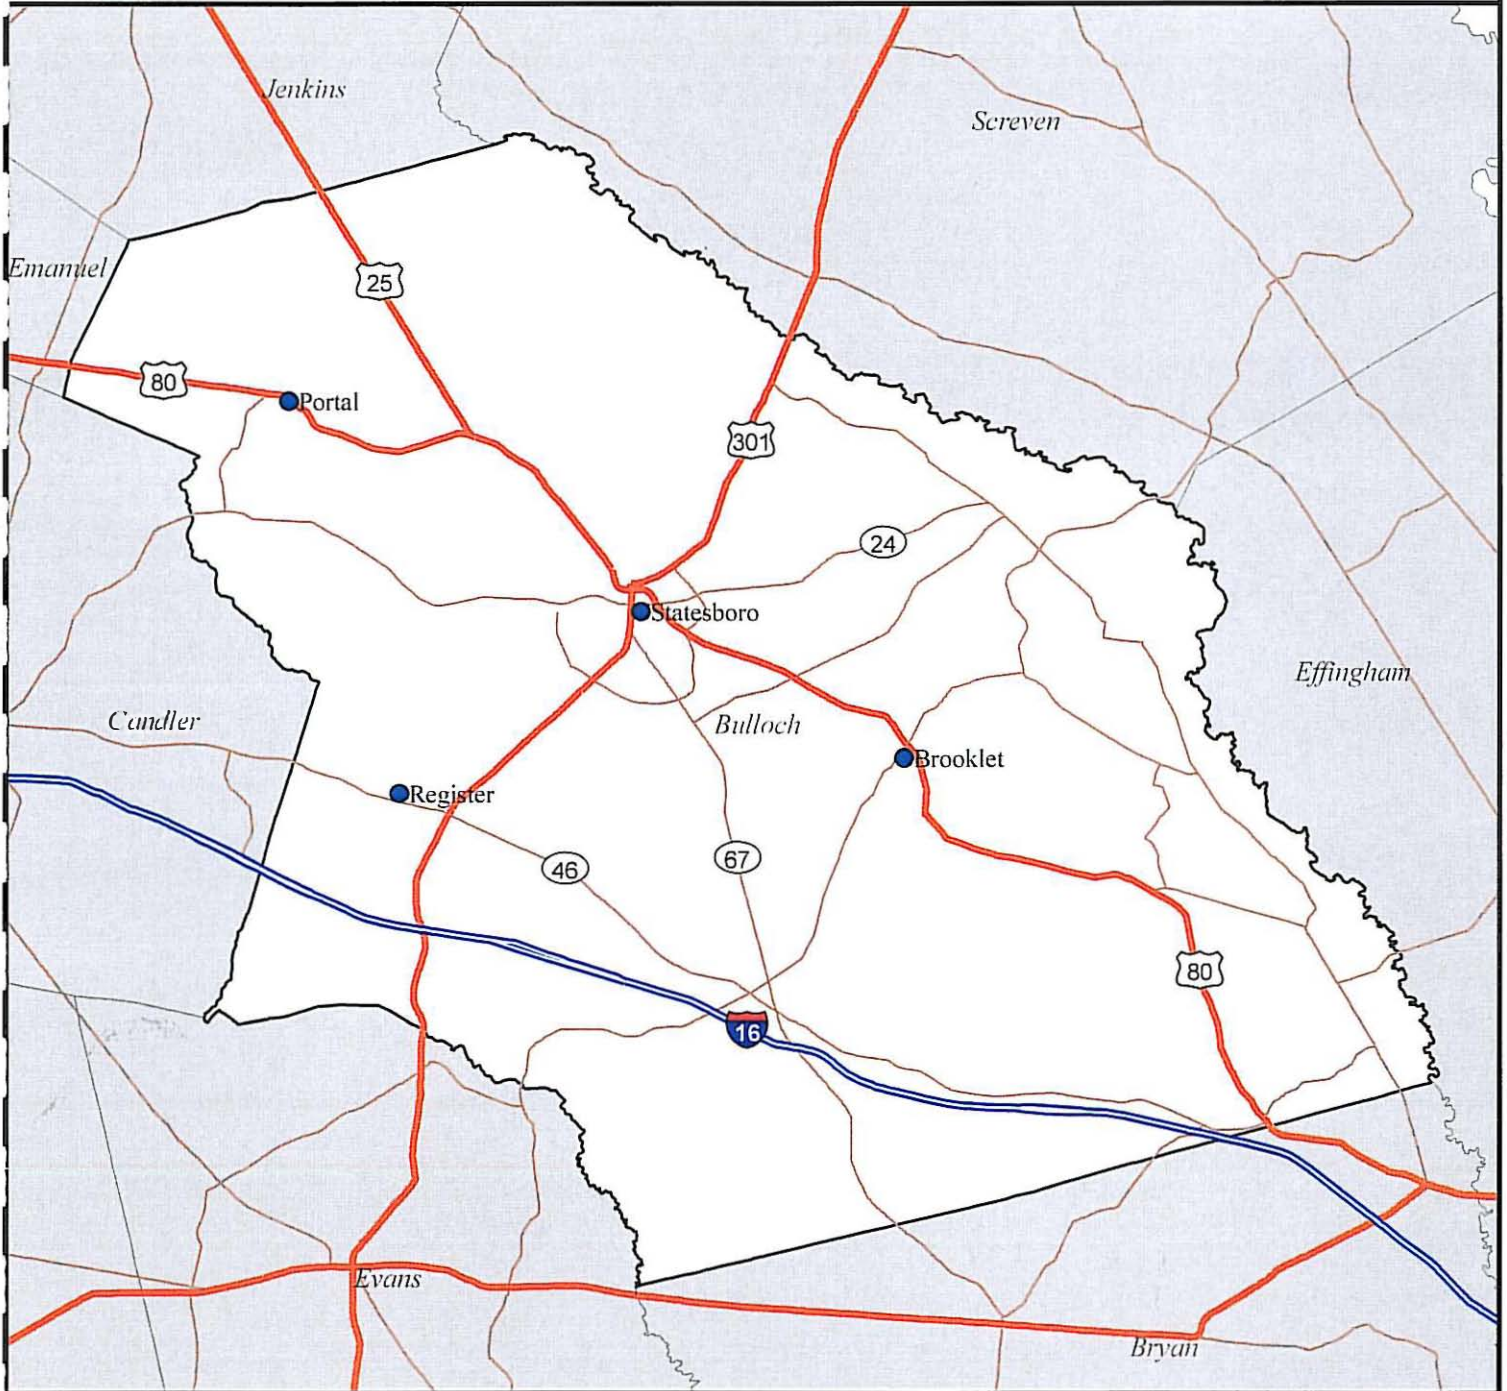 Jenkins
Screven
Emanuel
25
80
Portal
301
24
Statesboro
Effingham
Candler
Bulloch
Brooklet
Register
46
67
80
16
Evans
Bryan